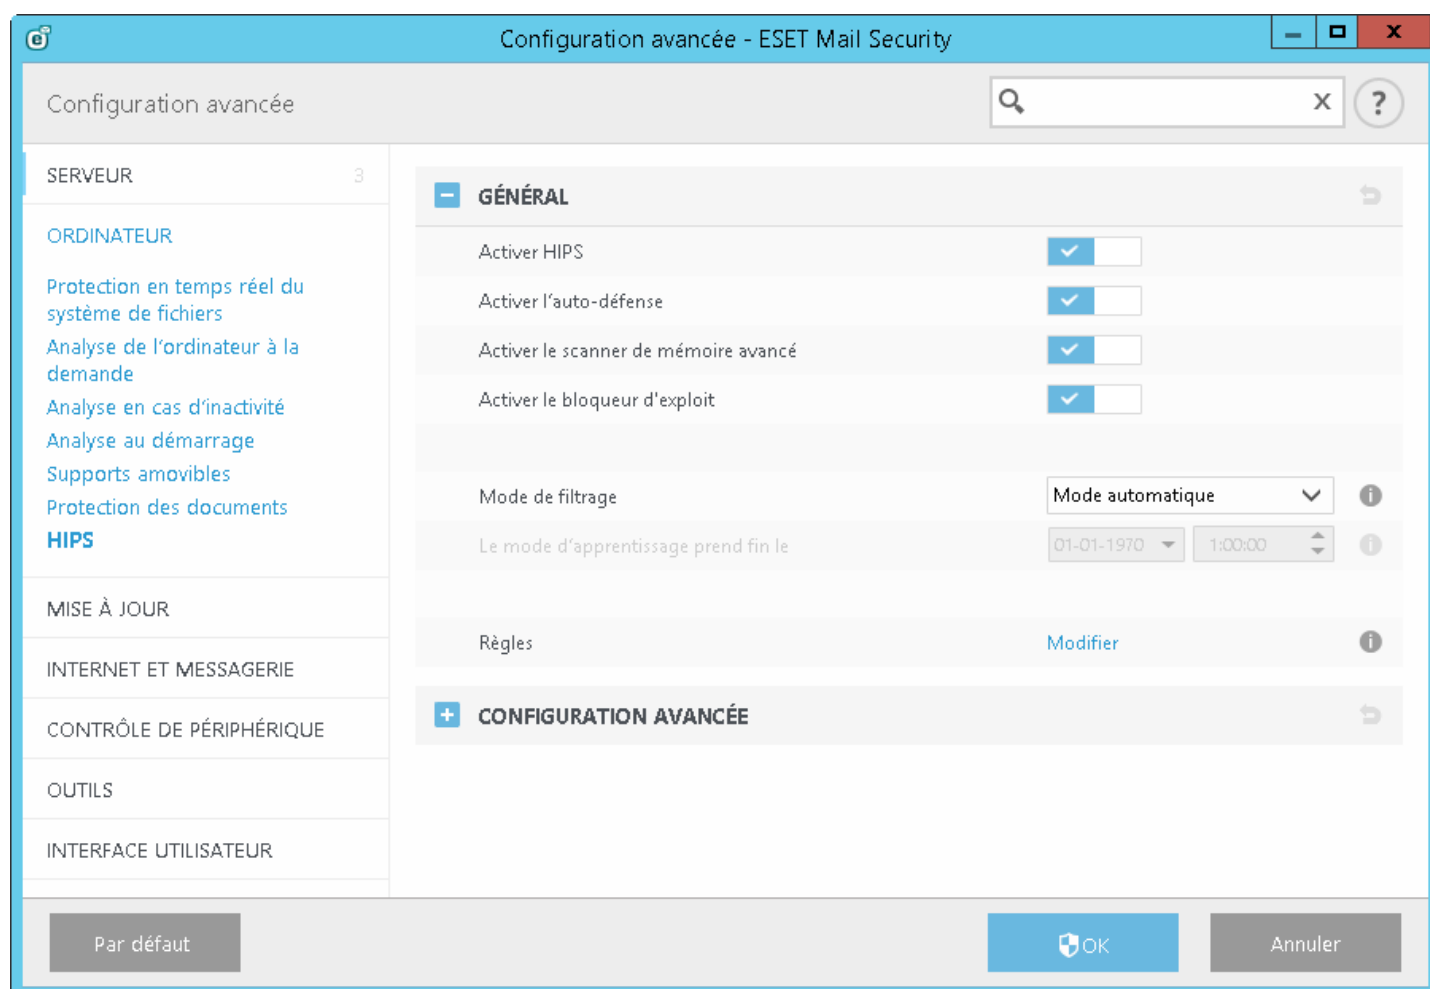 Configuration avancée - ESET Mail Security
Configuration avancée
SERVEUR 3
ORDINATEUR
Protection en temps réel du
système de fichiers
Analyse de l'ordinateur à la
demande
Analyse en cas d'inactivité
Analyse au démarrage
Supports amovibles
Protection des documents
HIPS
MISE À JOUR
INTERNET ET MESSAGERIE
CONTRÔLE DE PÉRIPHÉRIQUE
OUTILS
INTERFACE UTILISATEUR
GÉNÉRAL
Activer HIPS
Activer l'auto-défense
Activer le scanner de mémoire avancé
Activer le bloqueur d'exploit
Mode de filtrage Mode automatique
Le mode d'apprentissage prend fin le 01-01-1970 1:00:00
Règles Modifier
CONFIGURATION AVANCÉE
Par défaut
OK
Annuler